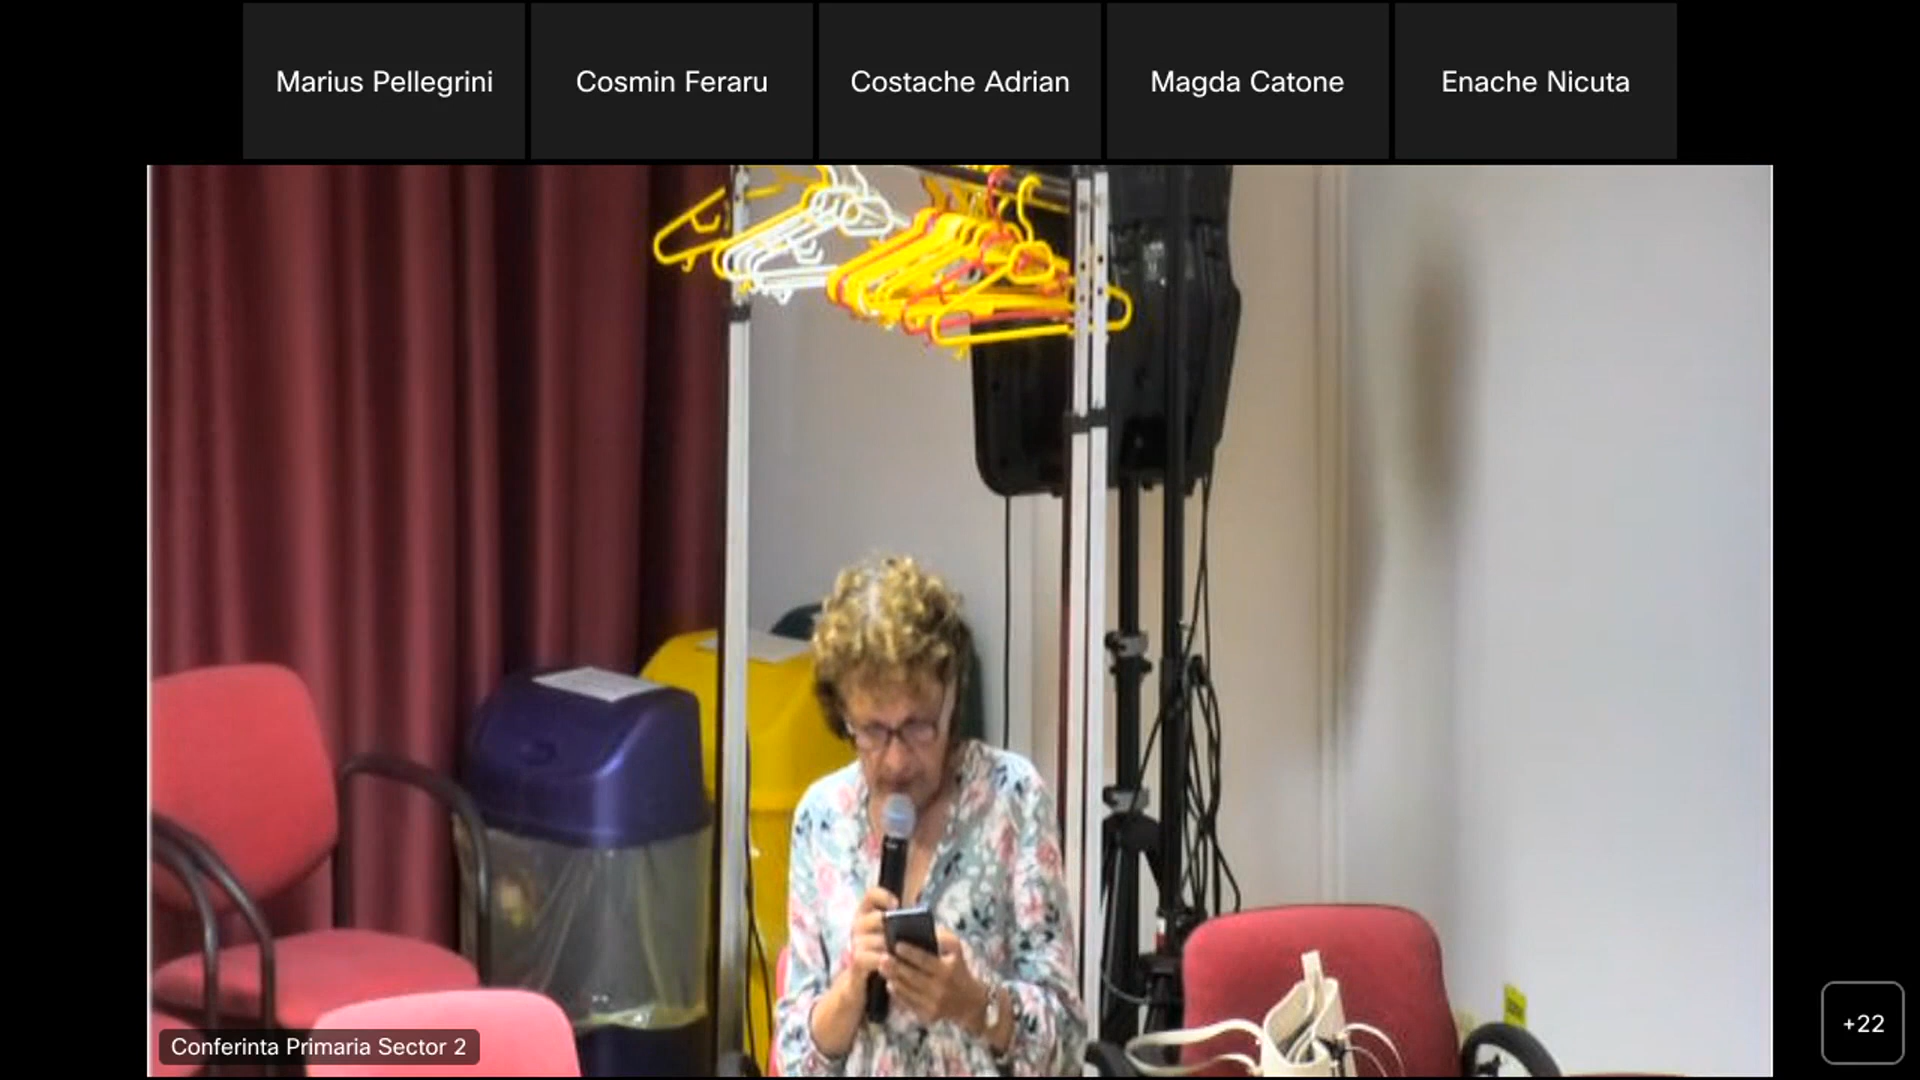 Marius Pellegrini
Cosmin Feraru
Costache Adrian
Magda Catone
Enache Nicuta
Conferinta Primaria Sector 2
+22